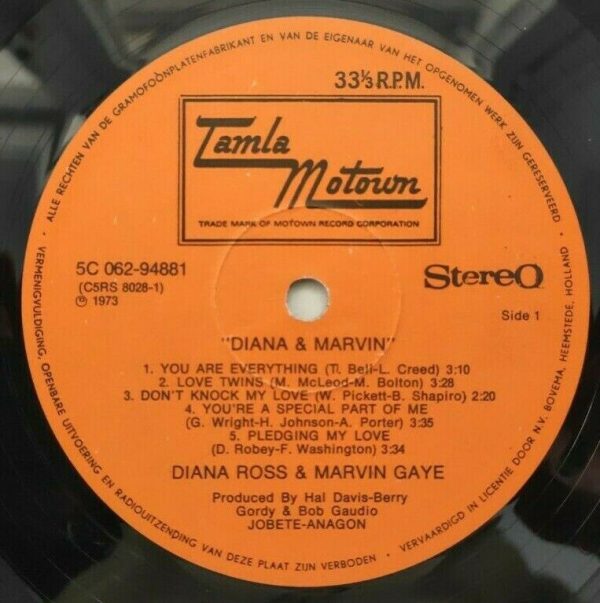 ALLE RECHTEN VAN DE GRAMOFOONPLATENFABRIKANT EN VAN DE EIGENAAR VAN HET OPGENOMEN WERK ZIJN GERESERVEERD
33⅓ R.P.M.
Tamla
Motown
TRADE MARK OF MOTOWN RECORD CORPORATION
5C 062-94881
(C5RS 8028-1)
℗ 1973
Stereo
Side 1
"DIANA & MARVIN"
1. YOU ARE EVERYTHING (T. Bell-L. Creed) 3:10
2. LOVE TWINS (M. McLeod-M. Bolton) 3:28
3. DON'T KNOCK MY LOVE (W. Pickett-B. Shapiro) 2:20
4. YOU'RE A SPECIAL PART OF ME
(G. Wright-H. Johnson-A. Porter) 3:35
5. PLEDGING MY LOVE
(D. Robey-F. Washington) 3:34
DIANA ROSS & MARVIN GAYE
Produced By Hal Davis-Berry
Gordy & Bob Gaudio
JOBETE-ANAGON
• VERMENIGVULDIGING, OPENBARE UITVOERING EN RADIOUITZENDING VAN DEZE PLAAT ZIJN VERBODEN •
VERVAARDIGD IN LICENTIE DOOR N.V. BOVEMA, HEEMSTEDE, HOLLAND •